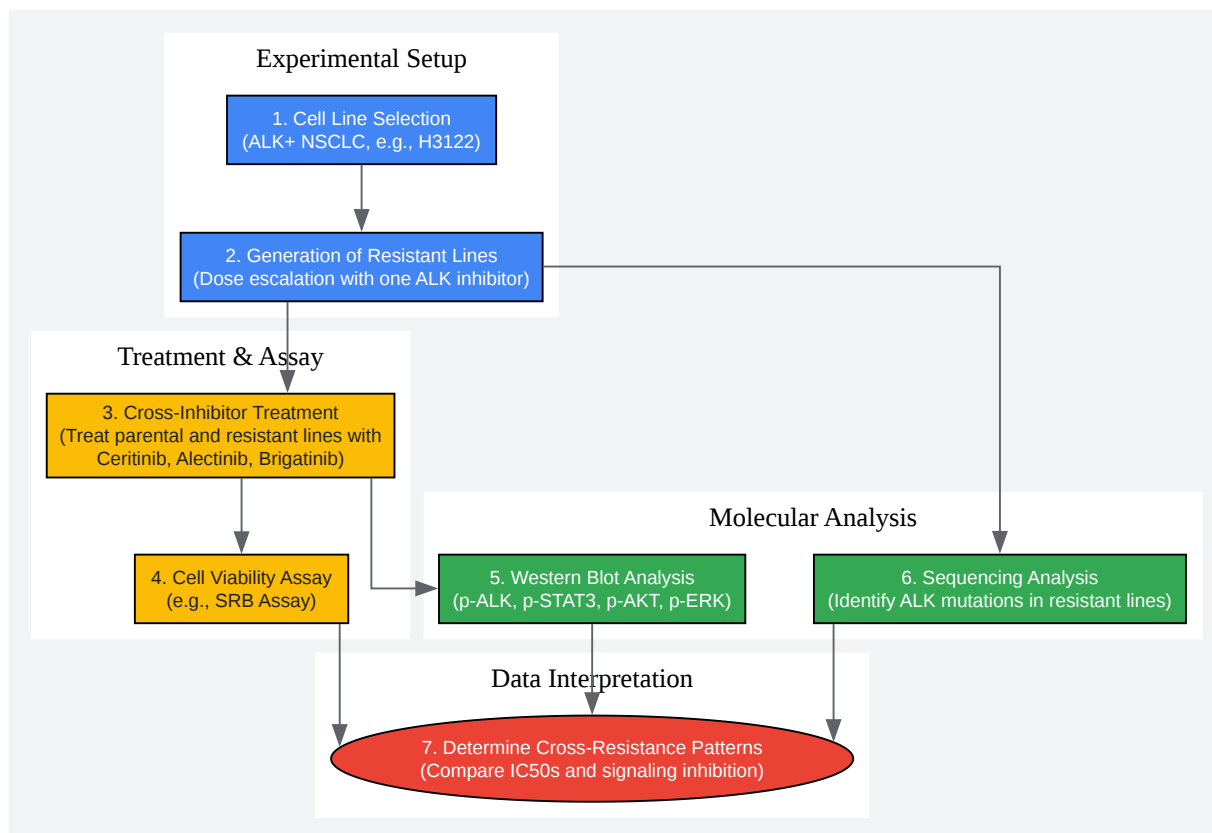 Experimental Setup
1. Cell Line Selection
(ALK+ NSCLC, e.g., H3122)
2. Generation of Resistant Lines
(Dose escalation with one ALK inhibitor)
Treatment & Assay
3. Cross-Inhibitor Treatment
(Treat parental and resistant lines with
Ceritinib, Alectinib, Brigatinib)
4. Cell Viability Assay
(e.g., SRB Assay)
Molecular Analysis
5. Western Blot Analysis
(p-ALK, p-STAT3, p-AKT, p-ERK)
6. Sequencing Analysis
(Identify ALK mutations in resistant lines)
Data Interpretation
7. Determine Cross-Resistance Patterns
(Compare IC50s and signaling inhibition)